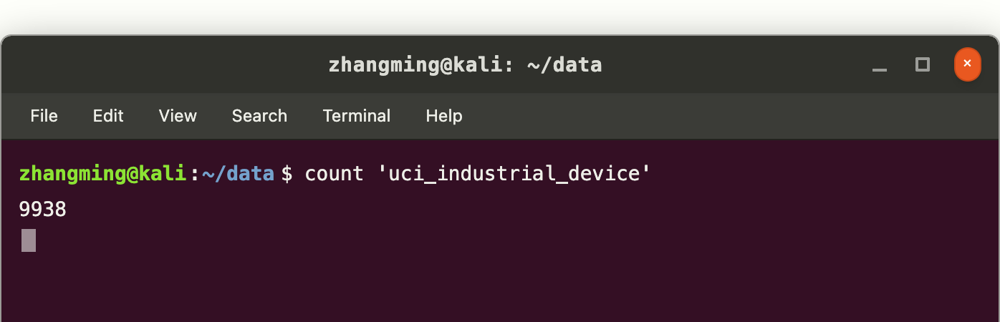 zhangming@kali: ~/data
×
File Edit View Search Terminal Help
zhangming@kali:~/data$ count 'uci_industrial_device'
9938